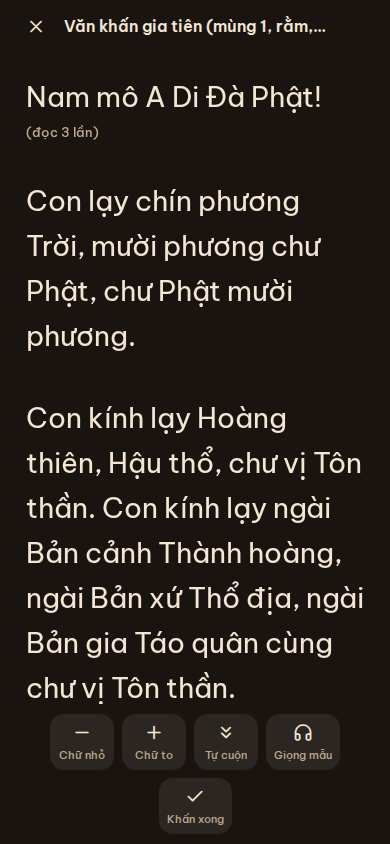 Văn khấn gia tiên (mùng 1, rằm,...
Nam mô A Di Đà Phật!
(đọc 3 lần)
Con lạy chín phương
Trời, mười phương chư
Phật, chư Phật mười
phương.
Con kính lạy Hoàng
thiên, Hậu thổ, chư vị Tôn
thần. Con kính lạy ngài
Bản cảnh Thành hoàng,
ngài Bản xứ Thổ địa, ngài
Bản gia Táo quân cùng
chư vị Tôn thần.
Chữ nhỏ
Chữ to
Tự cuộn
Giọng mẫu
Khấn xong